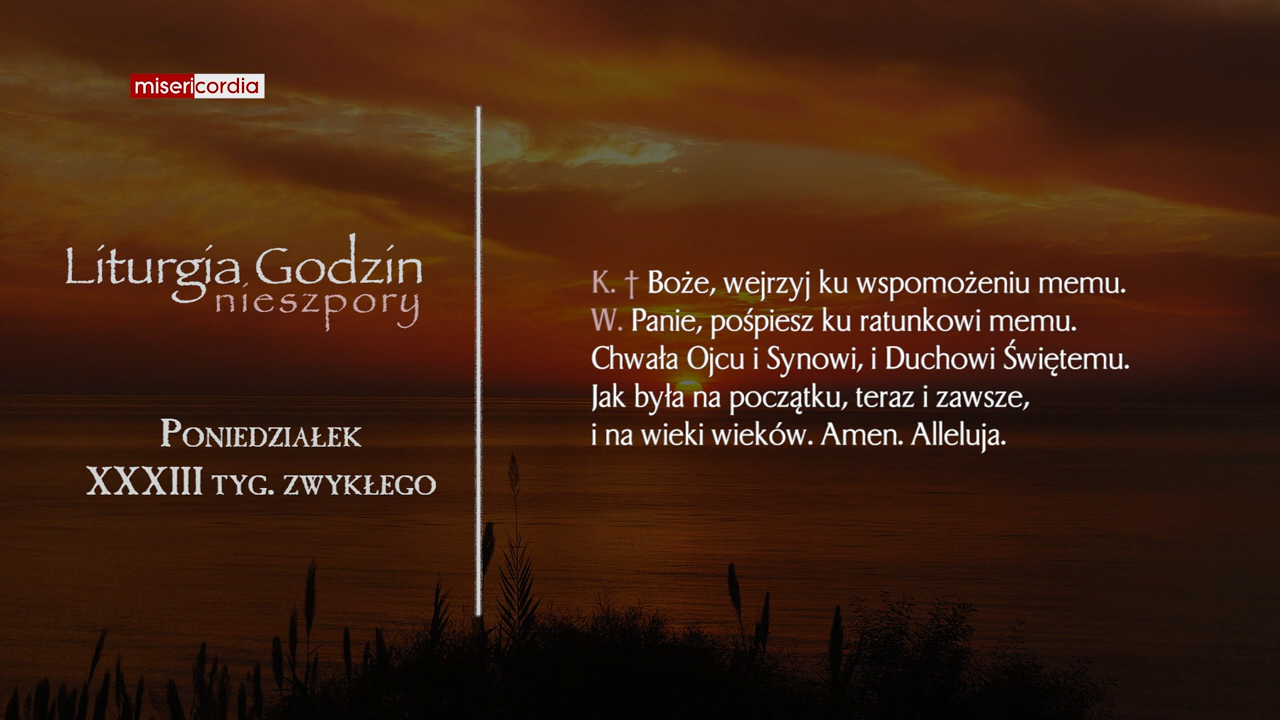 misericordia
Liturgia Godzin
nieszpory
Poniedziałek
XXXIII tyg. zwykłego
K. † Boże, wejrzyj ku wspomożeniu memu.
W. Panie, pośpiesz ku ratunkowi memu.
Chwała Ojcu i Synowi, i Duchowi Świętemu.
Jak była na początku, teraz i zawsze,
i na wieki wieków. Amen. Alleluja.